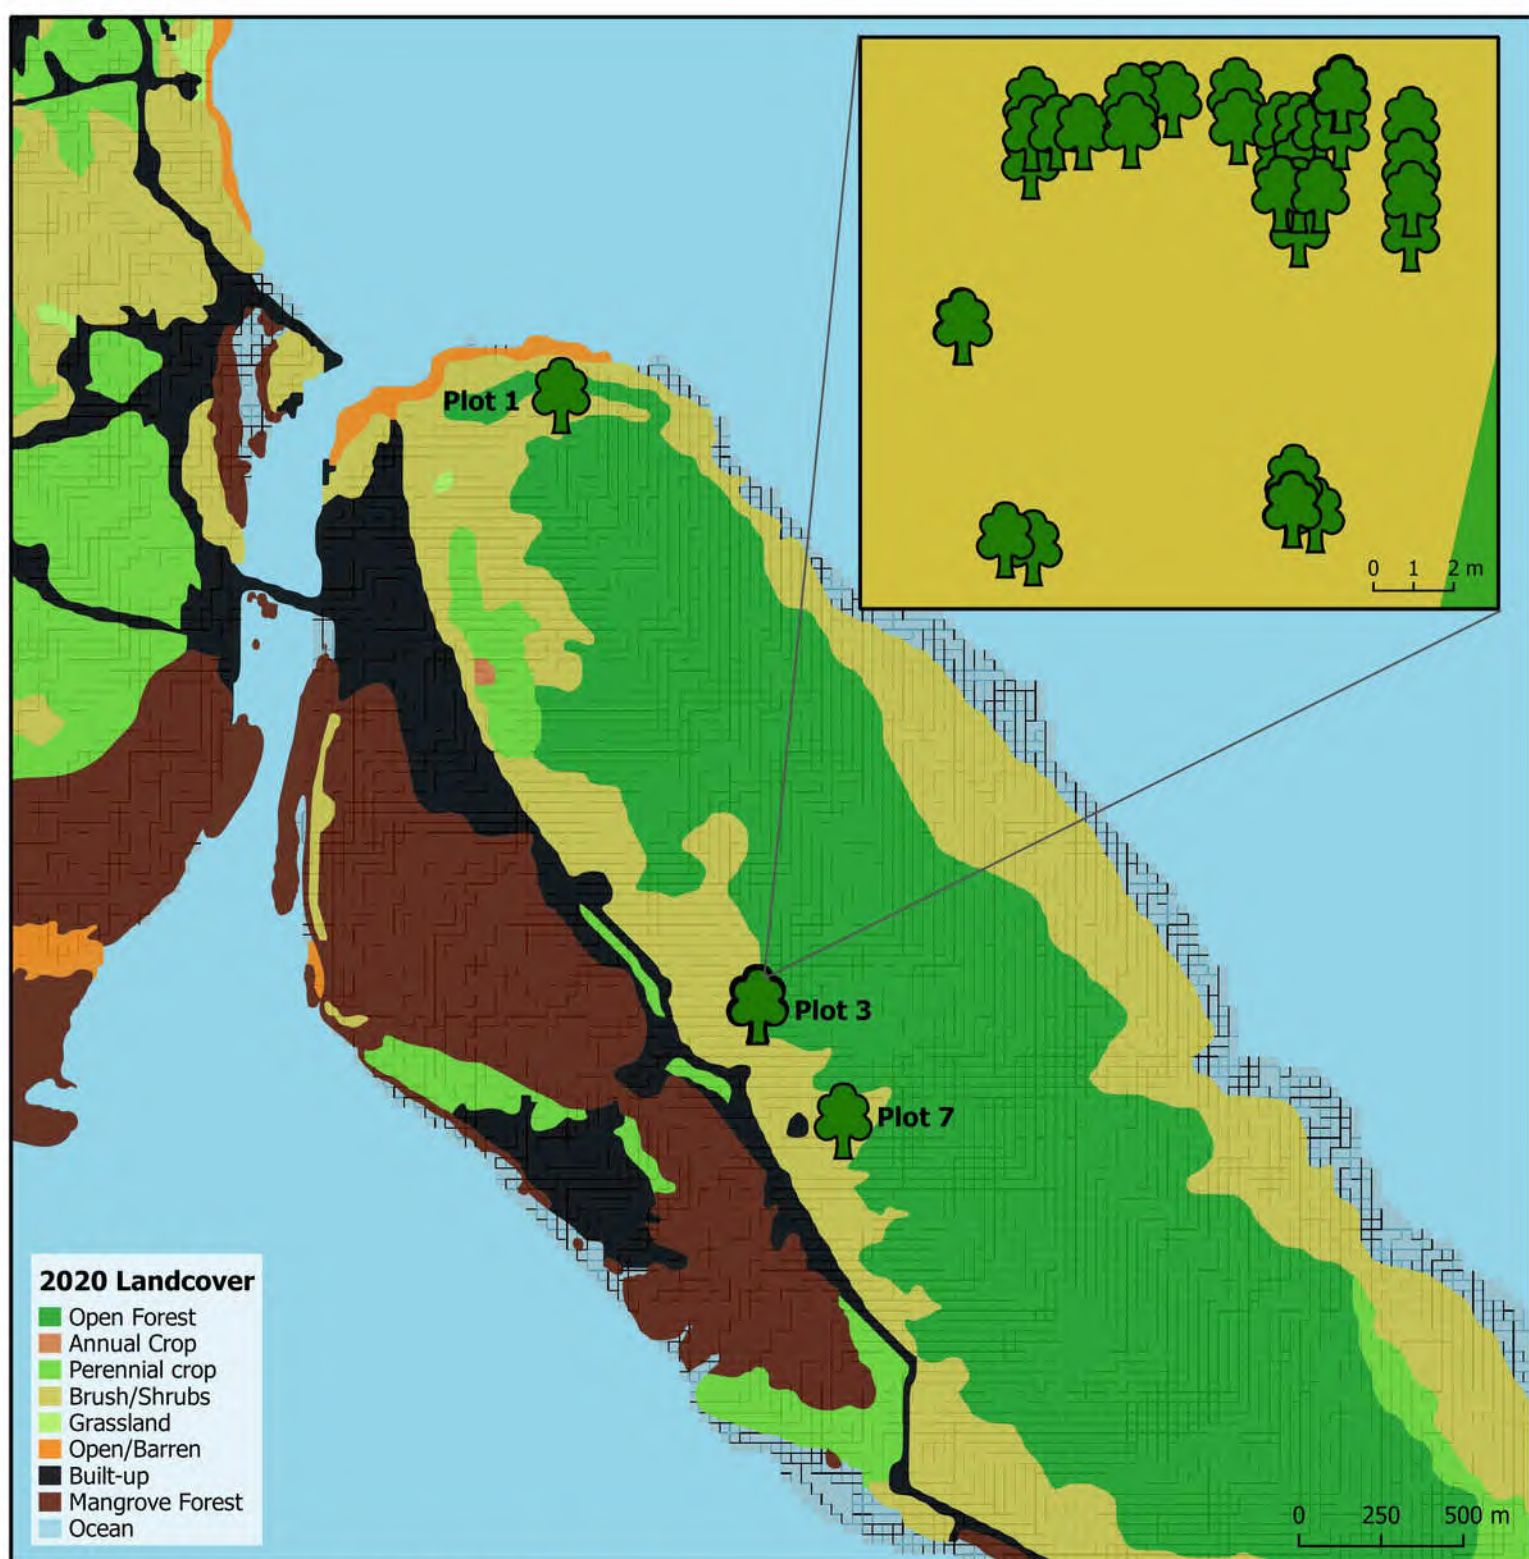 0 1 2 m
Plot 1
Plot 3
Plot 7
2020 Landcover
Open Forest
Annual Crop
Perennial crop
Brush/Shrubs
Grassland
Open/Barren
Built-up
Mangrove Forest
Ocean
0 250 500 m